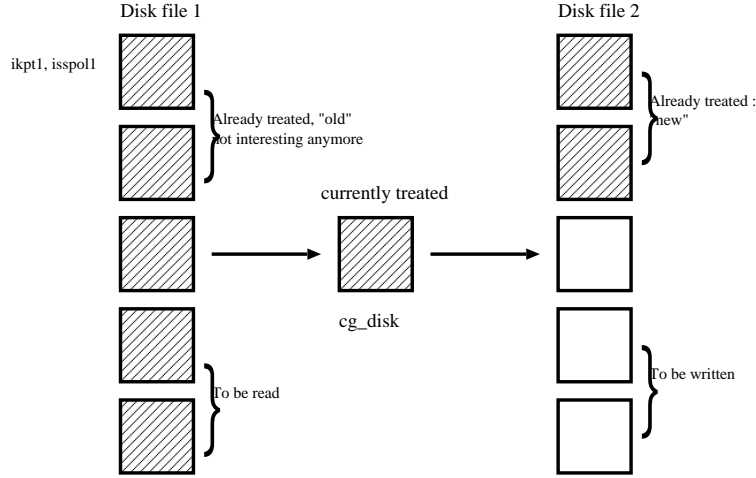 Disk file 1
Disk file 2
ikpt1, isspol1
Already treated, "old"
not interesting anymore
Already treated :
"new"
currently treated
cg_disk
To be read
To be written